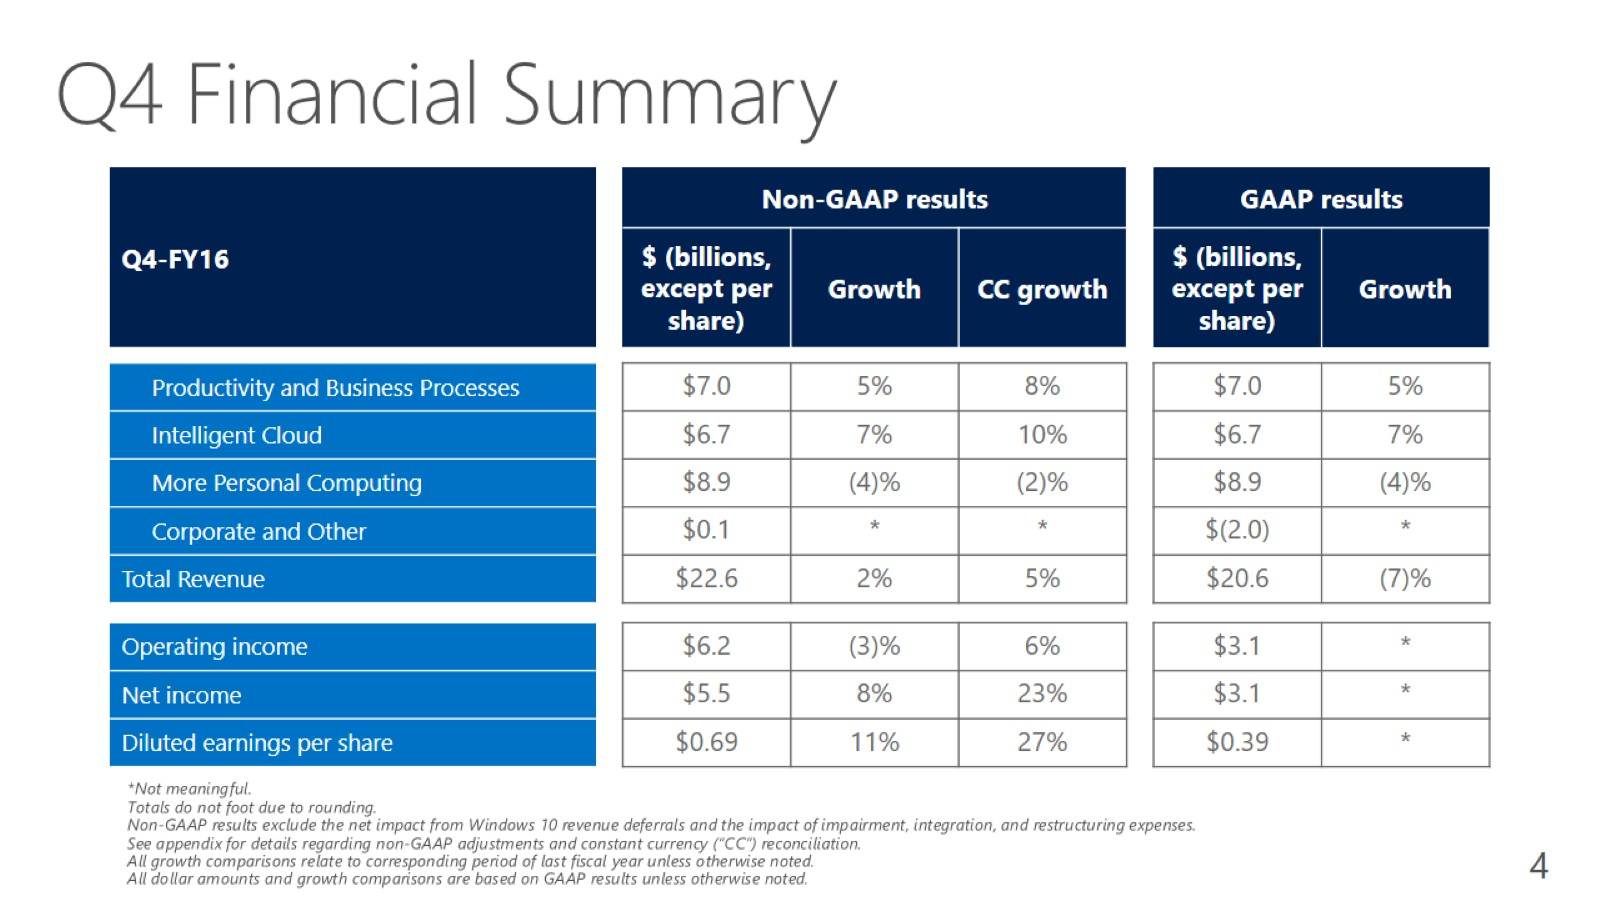 Q4 Financial Summary
Q4-FY16
Non-GAAP results
GAAP results
$ (billions,
except per
share)
Growth
CC growth
$ (billions,
except per
share)
Growth
Productivity and Business Processes $7.0 5% 8% $7.0 5%
Intelligent Cloud $6.7 7% 10% $6.7 7%
More Personal Computing $8.9 (4)% (2)% $8.9 (4)%
Corporate and Other $0.1 * * $(2.0) *
Total Revenue $22.6 2% 5% $20.6 (7)%
Operating income $6.2 (3)% 6% $3.1 *
Net income $5.5 8% 23% $3.1 *
Diluted earnings per share $0.69 11% 27% $0.39 *
*Not meaningful.
Totals do not foot due to rounding.
Non-GAAP results exclude the net impact from Windows 10 revenue deferrals and the impact of impairment, integration, and restructuring expenses.
See appendix for details regarding non-GAAP adjustments and constant currency (“CC”) reconciliation.
All growth comparisons relate to corresponding period of last fiscal year unless otherwise noted.
All dollar amounts and growth comparisons are based on GAAP results unless otherwise noted.
4